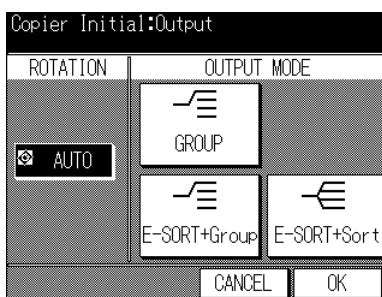 Copier Initial:Output
ROTATION
OUTPUT MODE
GROUP
AUTO
E-SORT+Group
E-SORT+Sort
CANCEL
OK